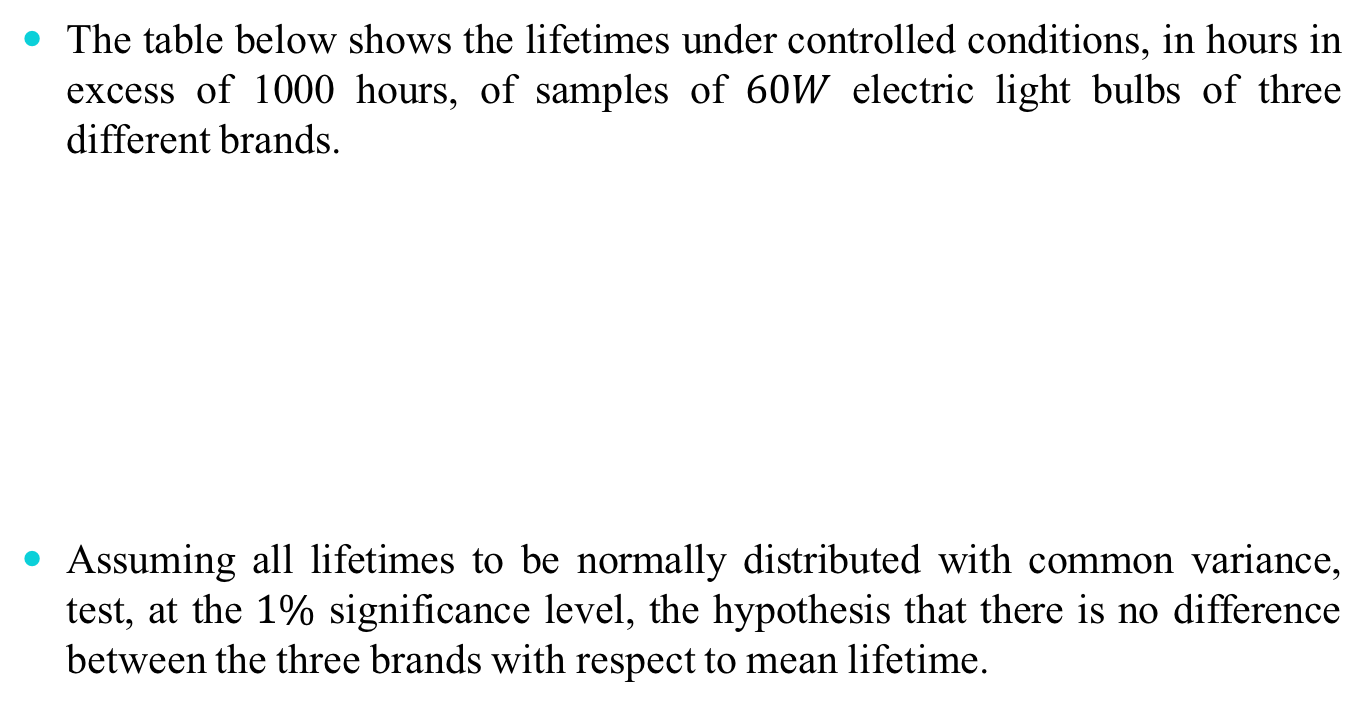 • The table below shows the lifetimes under controlled conditions, in hours in
excess of 1000 hours, of samples of 60W electric light bulbs of three
different brands.
• Assuming all lifetimes to be normally distributed with common variance,
test, at the 1% significance level, the hypothesis that there is no difference
between the three brands with respect to mean lifetime.